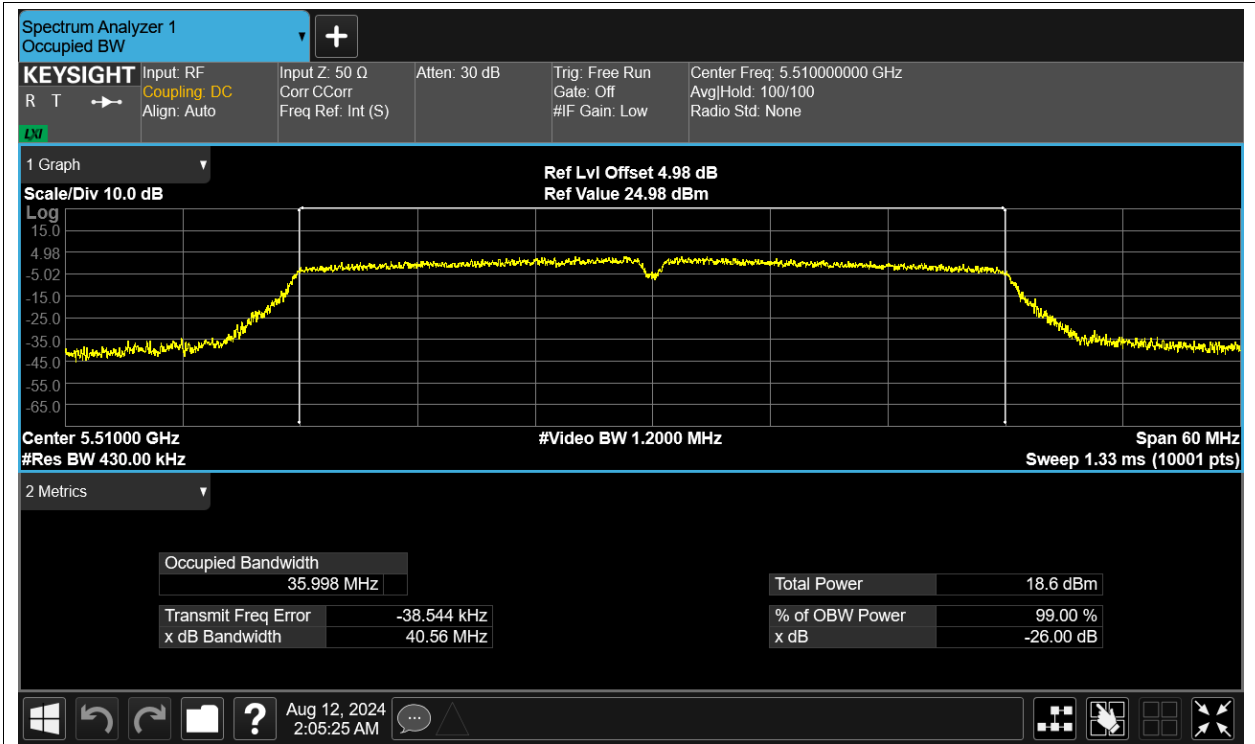 Spectrum Analyzer 1
Occupied BW
+
KEYSIGHT
R T
LXI
Input: RF
Coupling: DC
Align: Auto
Input Z: 50 Ω
Corr CCorr
Freq Ref: Int (S)
Atten: 30 dB
Trig: Free Run
Gate: Off
#IF Gain: Low
Center Freq: 5.510000000 GHz
Avg|Hold: 100/100
Radio Std: None
1 Graph
Scale/Div 10.0 dB
Ref Lvl Offset 4.98 dB
Ref Value 24.98 dBm
Log
15.0
4.98
-5.02
-15.0
-25.0
-35.0
-45.0
-55.0
-65.0
Center 5.51000 GHz
#Video BW 1.2000 MHz
Span 60 MHz
#Res BW 430.00 kHz
Sweep 1.33 ms (10001 pts)
2 Metrics
Occupied Bandwidth
35.998 MHz
Transmit Freq Error -38.544 kHz
x dB Bandwidth 40.56 MHz
Total Power 18.6 dBm
% of OBW Power 99.00 %
x dB -26.00 dB
?
Aug 12, 2024
2:05:25 AM